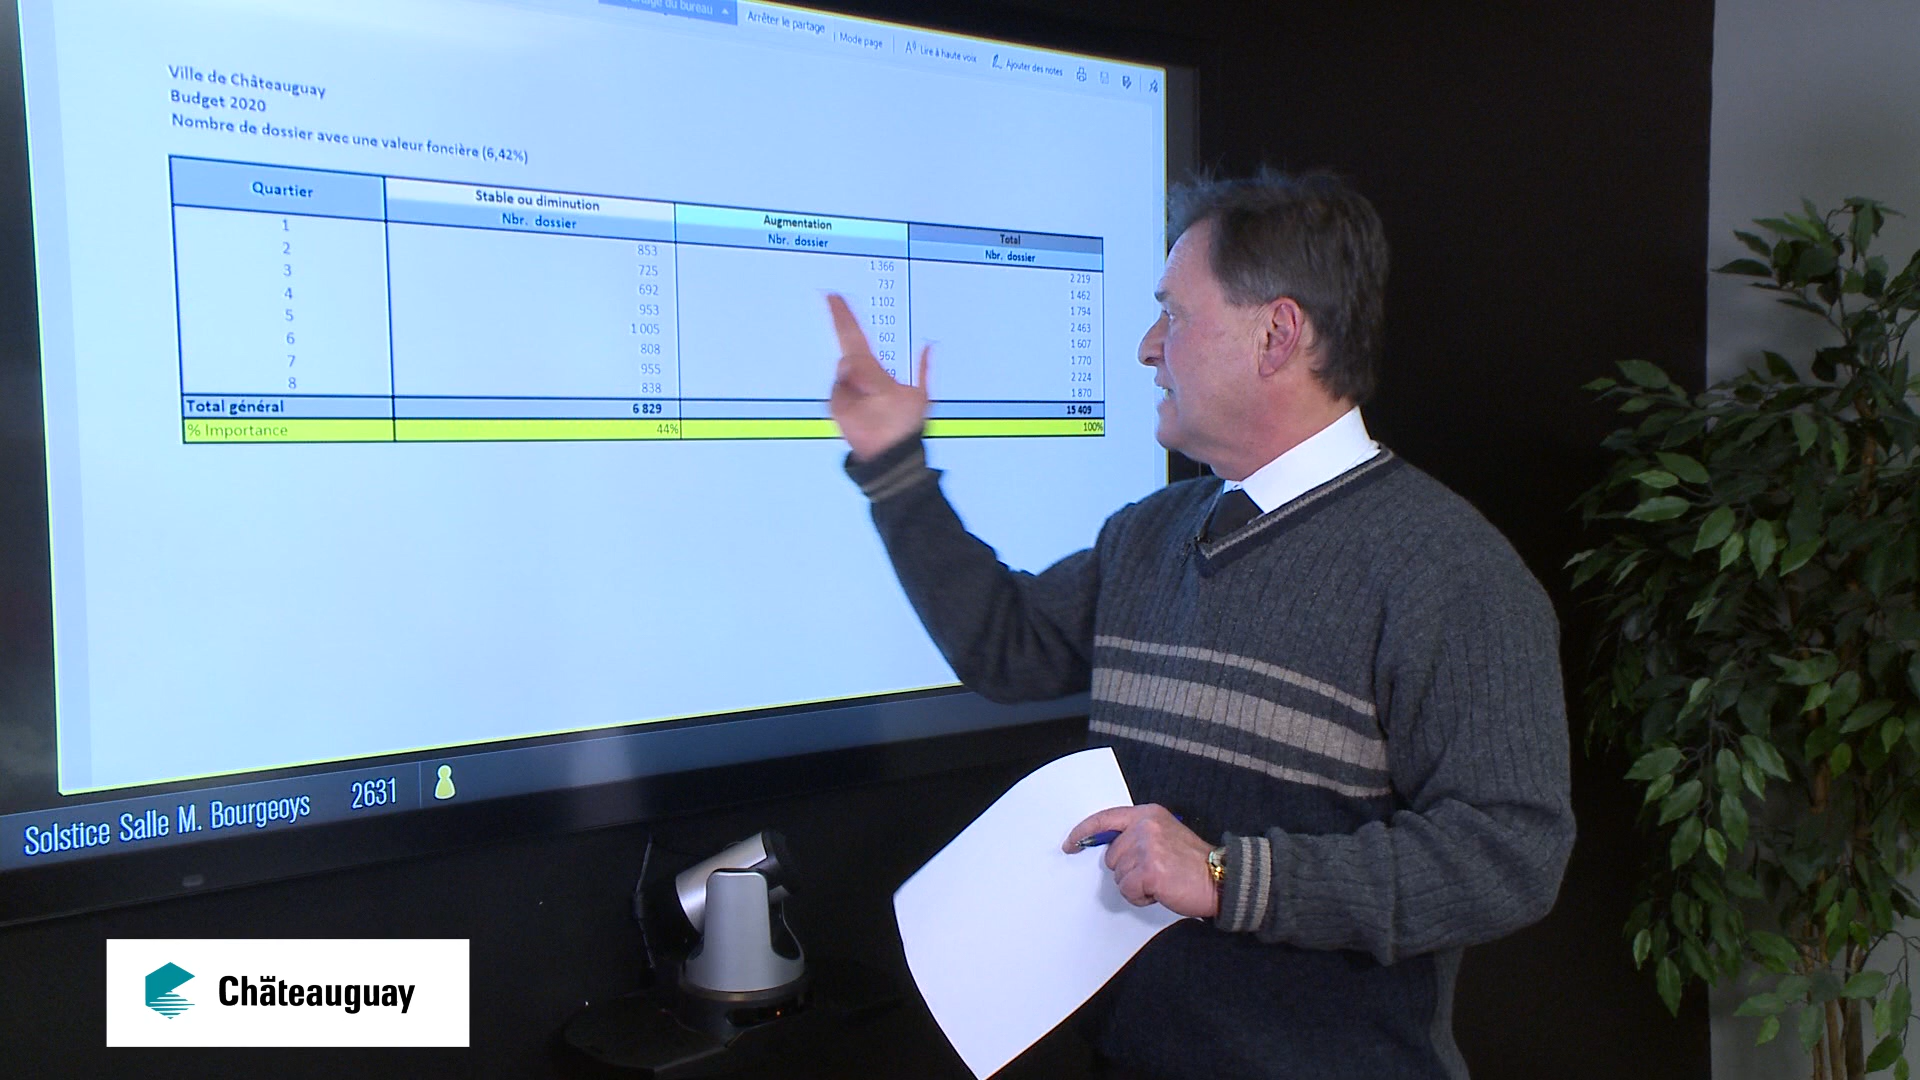 Arrêter le partage
Mode page
Lire à haute voix
Ajouter des notes
Ville de Châteauguay
Budget 2020
Nombre de dossier avec une valeur foncière (6,42%)
Quartier Stable ou diminution Augmentation Total
Nbr. dossier Nbr. dossier Nbr. dossier
1 853 1 366 2 219
2 725 737 1 462
3 692 1 102 1 794
4 953 1 510 2 463
5 1 005 602 1 607
6 808 962 1 770
7 955 2 224
8 838 1 870
Total général 6 829 15 409
% Importance 44% 100%
Solstice Salle M. Bourgeoys 2631
Châteauguay